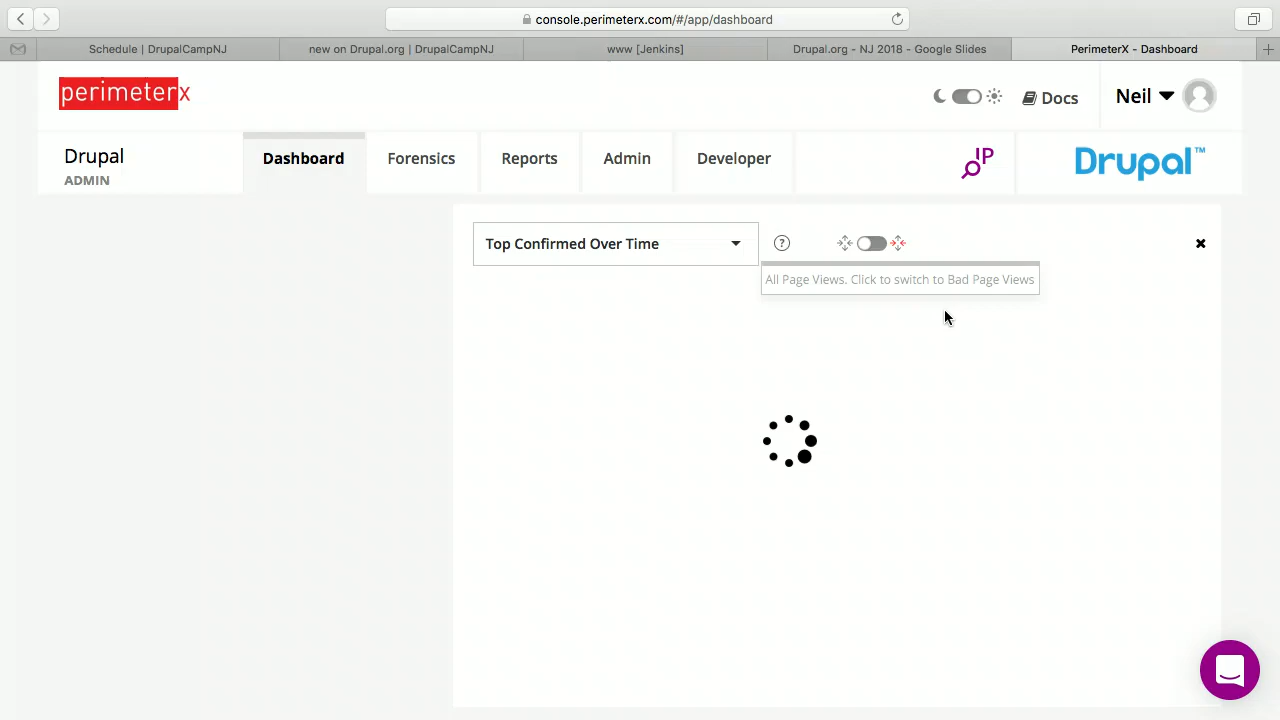 console.perimeterx.com/#/app/dashboard
Schedule | DrupalCampNJ
new on Drupal.org | DrupalCampNJ
www [Jenkins]
Drupal.org - NJ 2018 - Google Slides
PerimeterX - Dashboard
perimeterx
Docs
Neil
Drupal
ADMIN
Dashboard
Forensics
Reports
Admin
Developer
IP
Drupal™
Top Confirmed Over Time
?
All Page Views. Click to switch to Bad Page Views